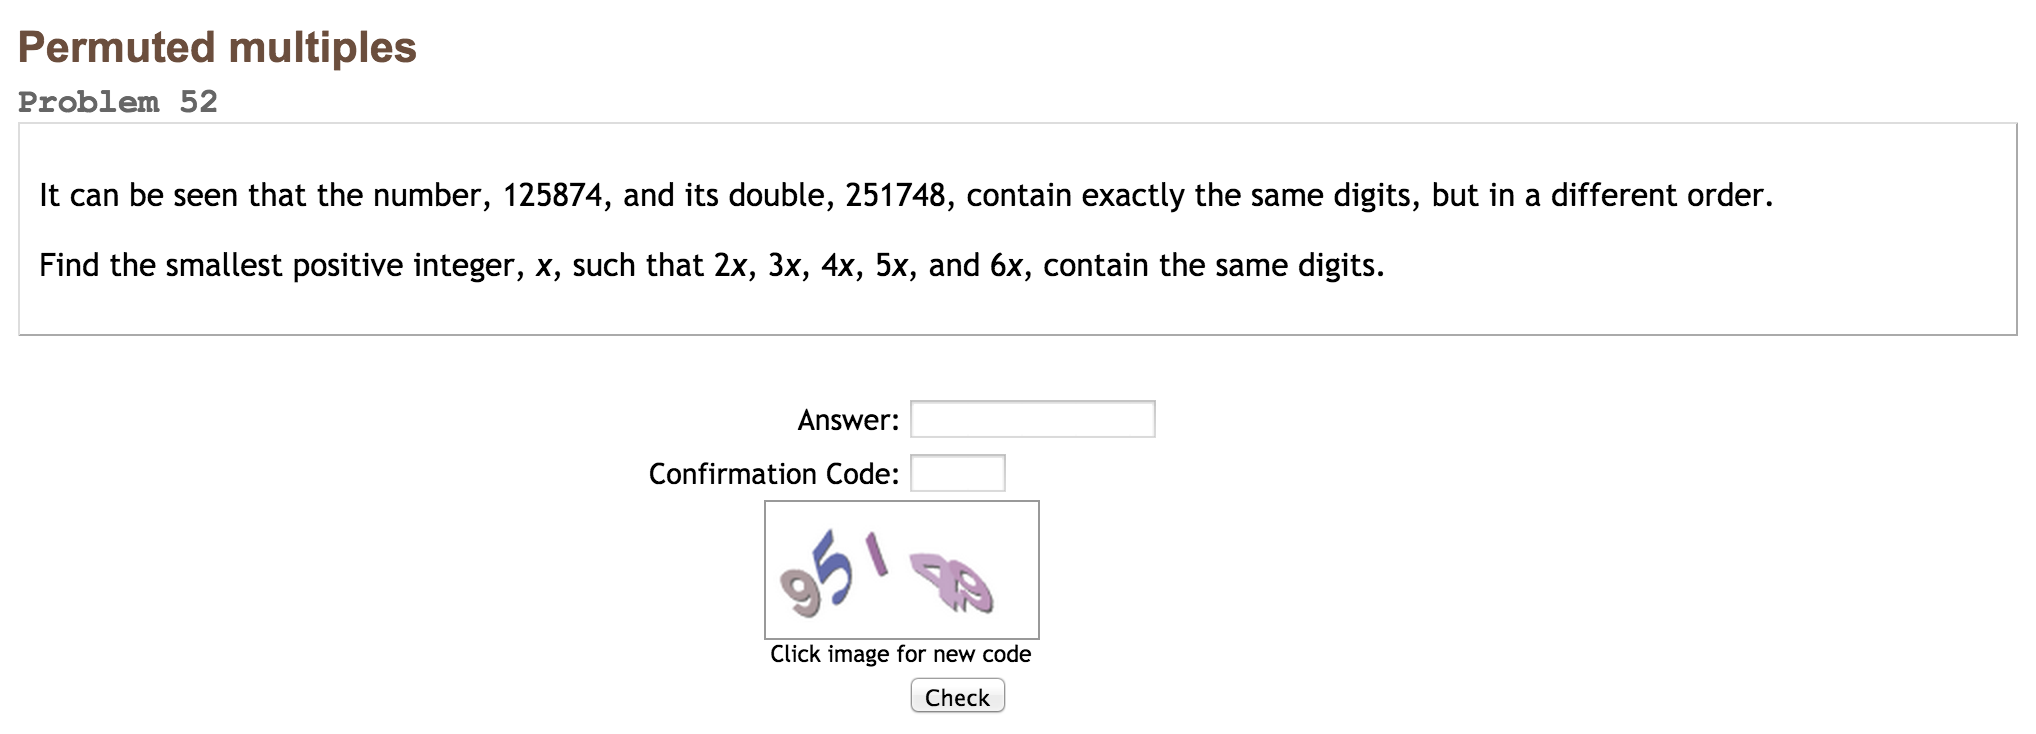 Permuted multiples
Problem 52
It can be seen that the number, 125874, and its double, 251748, contain exactly the same digits, but in a different order.
Find the smallest positive integer, x, such that 2x, 3x, 4x, 5x, and 6x, contain the same digits.
Answer:
Confirmation Code:
95149
Click image for new code
Check